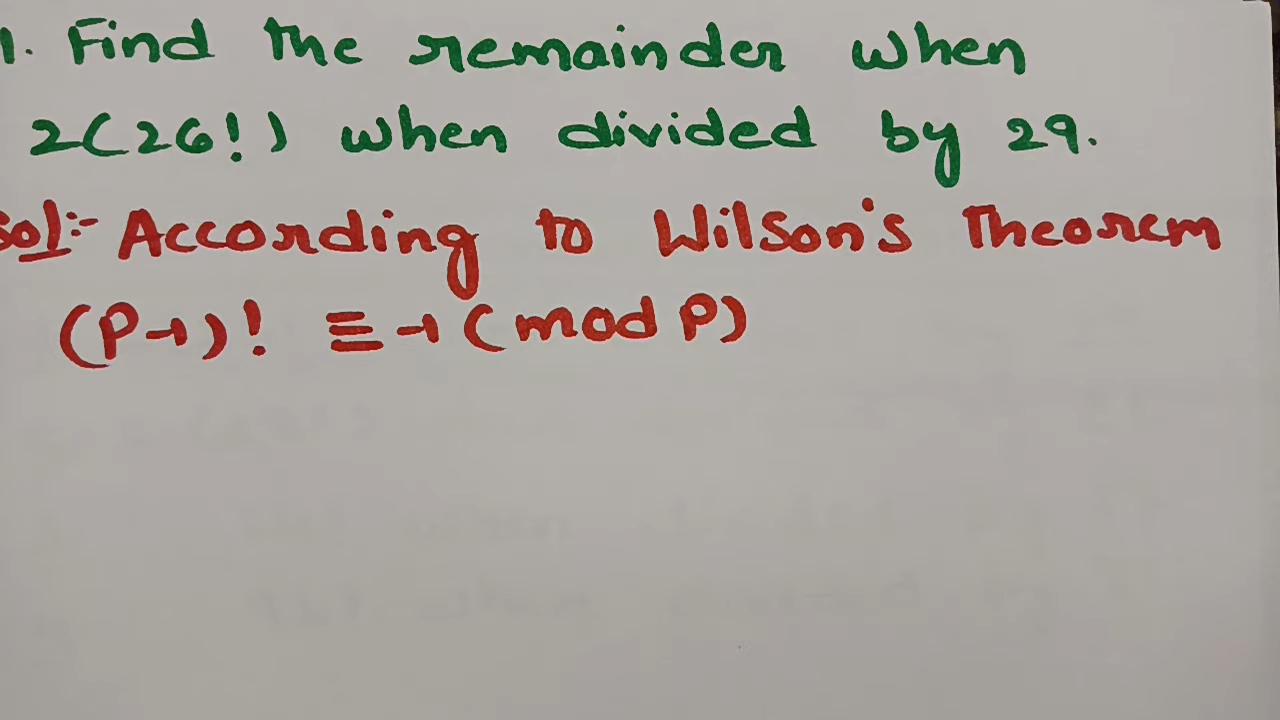 1. Find the remainder when
2(26!) when divided by 29.
Sol:- According to Wilson's Theorem
(P-1)! ≡ -1 (mod P)